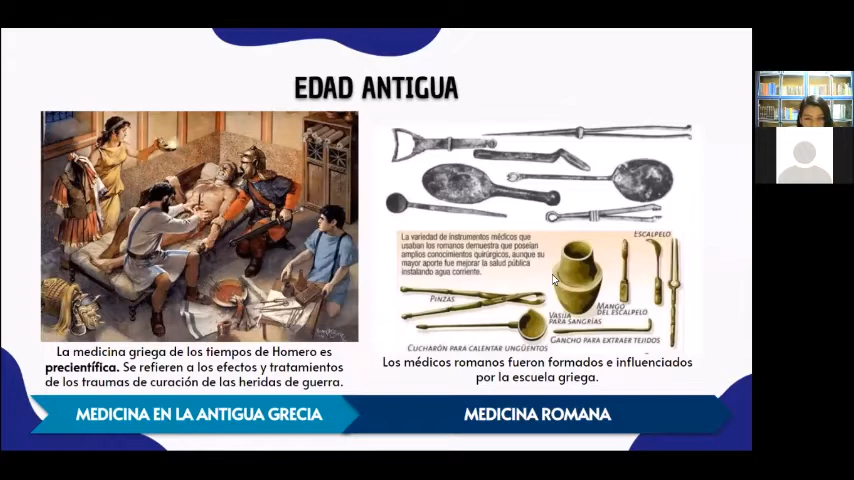 EDAD ANTIGUA
La variedad de instrumentos médicos que
usaban los romanos demuestra que poseían
amplios conocimientos quirúrgicos, aunque su
mayor aporte fue mejorar la salud pública
instalando agua corriente.
ESCALPELO
PINZAS
MANGO
DEL ESCALPELO
VASIJA
PARA SANGRÍAS
GANCHO PARA EXTRAER TEJIDOS
CUCHARÓN PARA CALENTAR UNGÜENTOS
La medicina griega de los tiempos de Homero es
precientífica. Se refieren a los efectos y tratamientos
de los traumas de curación de las heridas de guerra.
Los médicos romanos fueron formados e influenciados
por la escuela griega.
MEDICINA EN LA ANTIGUA GRECIA
MEDICINA ROMANA